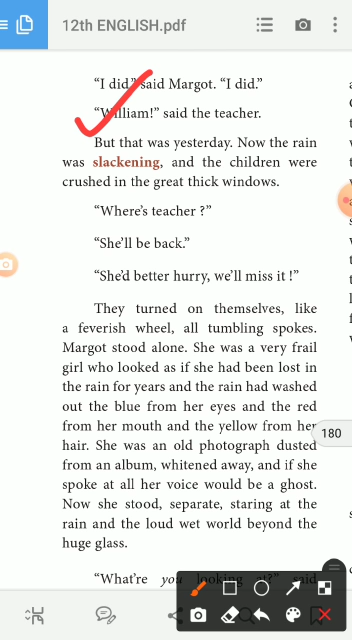 12th ENGLISH.pdf
“I did,” said Margot. “I did.”
“William!” said the teacher.
But that was yesterday. Now the rain
was slackening, and the children were
crushed in the great thick windows.
“Where’s teacher ?”
“She’ll be back.”
“She’d better hurry, we’ll miss it !”
They turned on themselves, like
a feverish wheel, all tumbling spokes.
Margot stood alone. She was a very frail
girl who looked as if she had been lost in
the rain for years and the rain had washed
out the blue from her eyes and the red
from her mouth and the yellow from her
hair. She was an old photograph dusted
from an album, whitened away, and if she
spoke at all her voice would be a ghost.
Now she stood, separate, staring at the
rain and the loud wet world beyond the
huge glass.
“What’re you looking at?” said
180